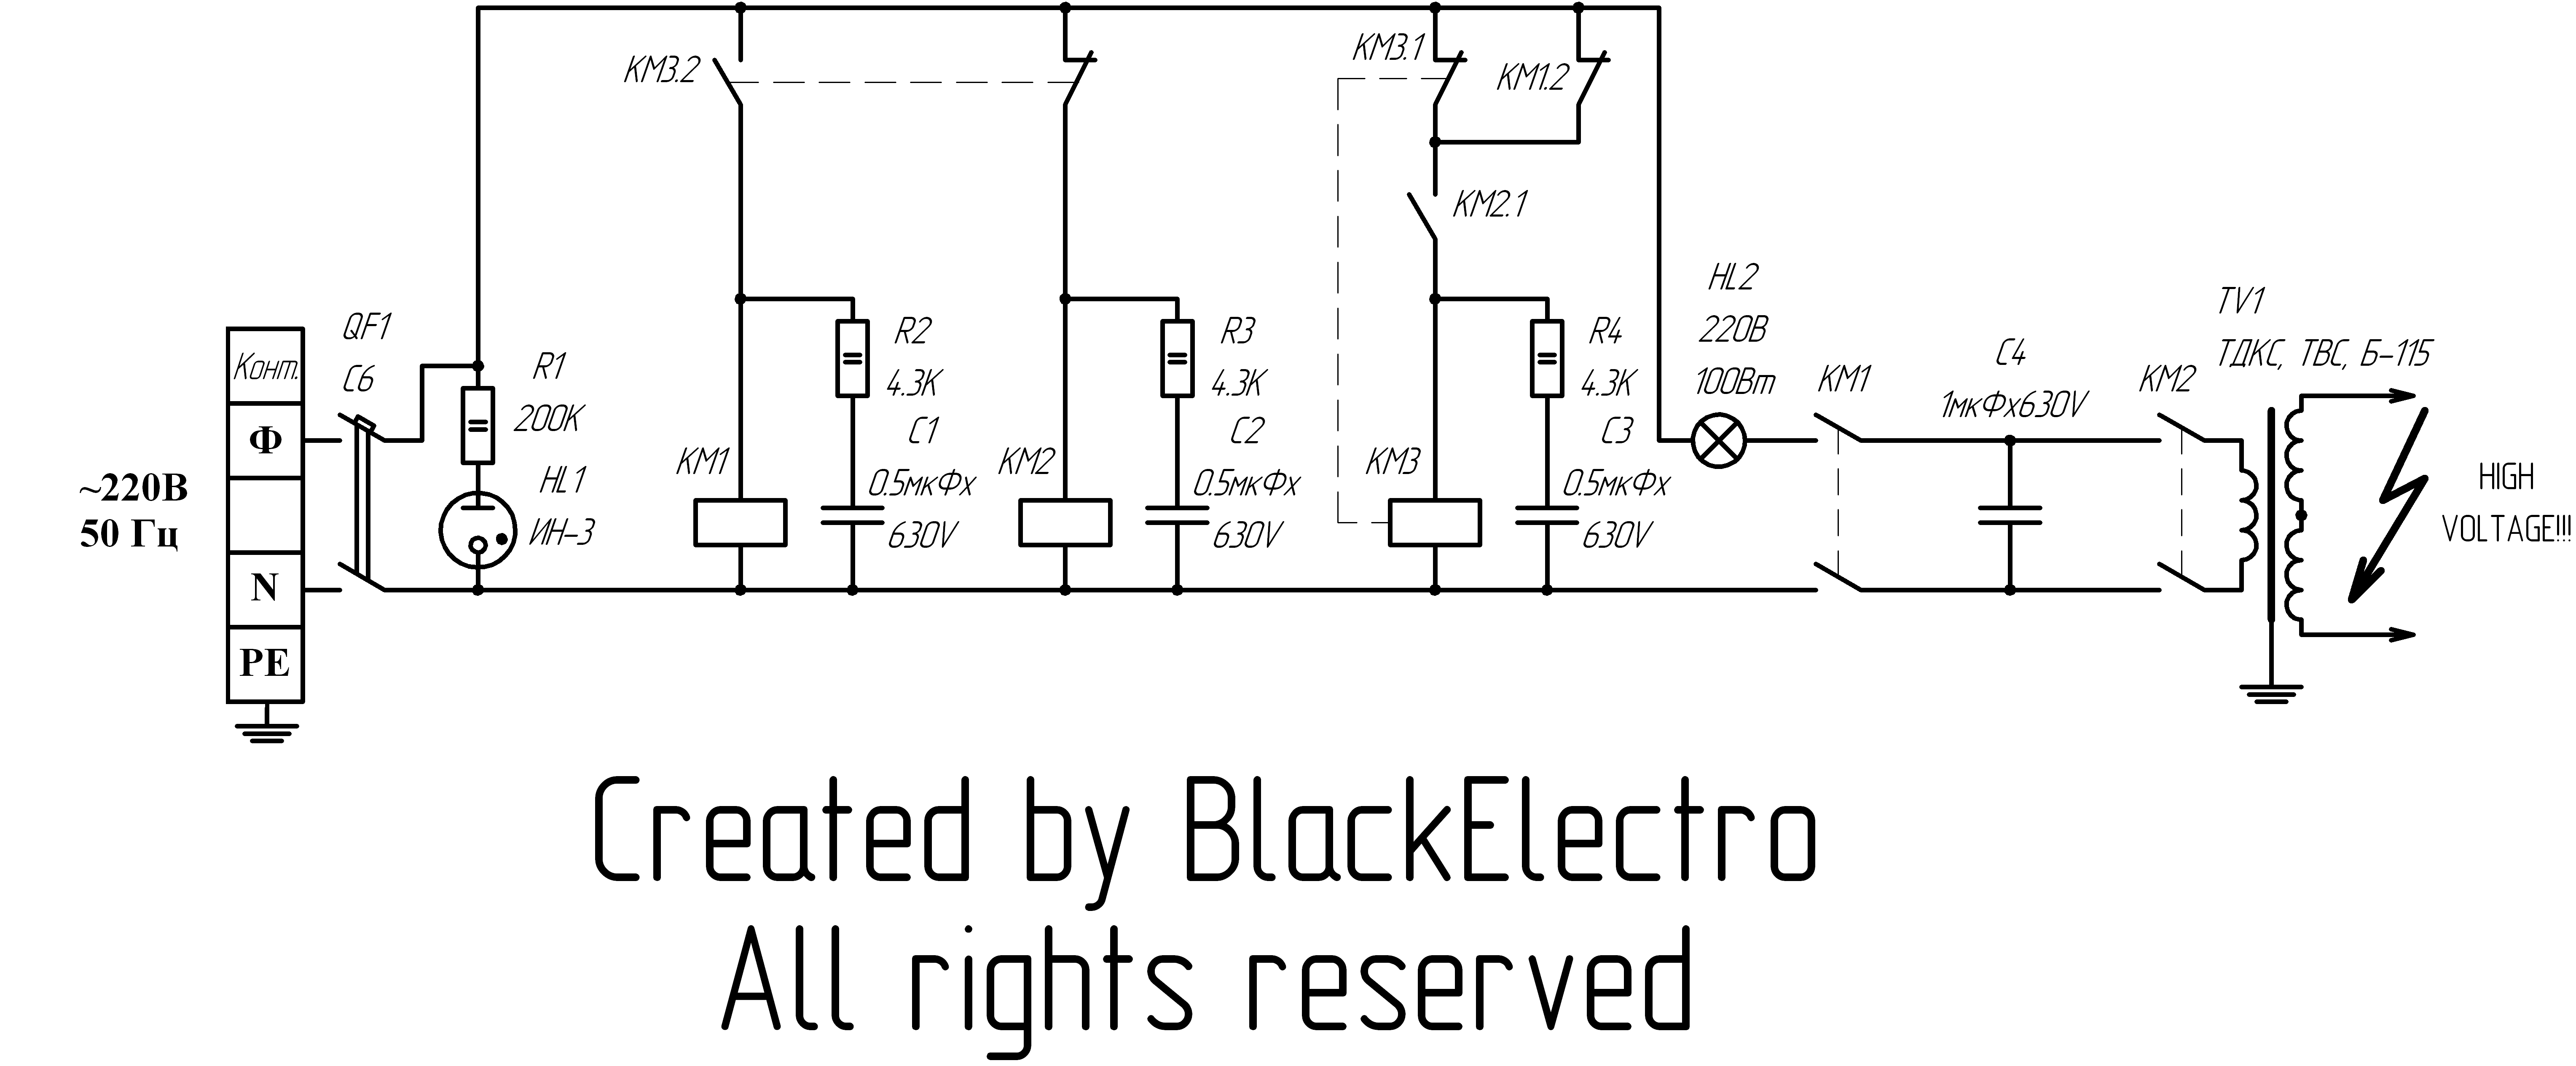 КМ3.2
КМ3.1
КМ1.2
КМ2.1
QF1
С6
R1
200К
HL1
ИН-3
R2
4.3К
С1
0.5мкФх
630V
КМ1
R3
4.3К
С2
0.5мкФх
630V
КМ2
R4
4.3К
С3
0.5мкФх
630V
КМ3
HL2
220В
100Вт
КМ1
С4
1мкФх630V
КМ2
TV1
ТДКС, ТВС, Б-115
HIGH
VOLTAGE!!!
Конт.
Ф
N
PE
~220В
50 Гц
Created by BlackElectro
All rights reserved